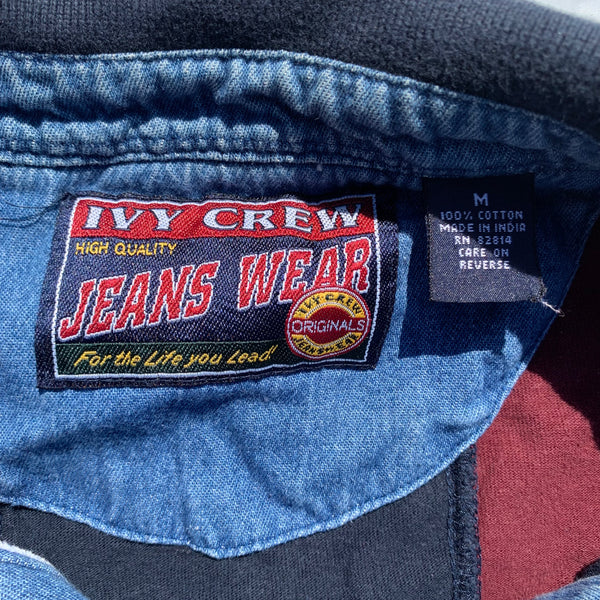 IVY CREW
HIGH QUALITY
JEANS WEAR
IVY CREW
ORIGINALS
For the Life you Lead!
M
100% COTTON
MADE IN INDIA
RN 82814
CARE ON
REVERSE